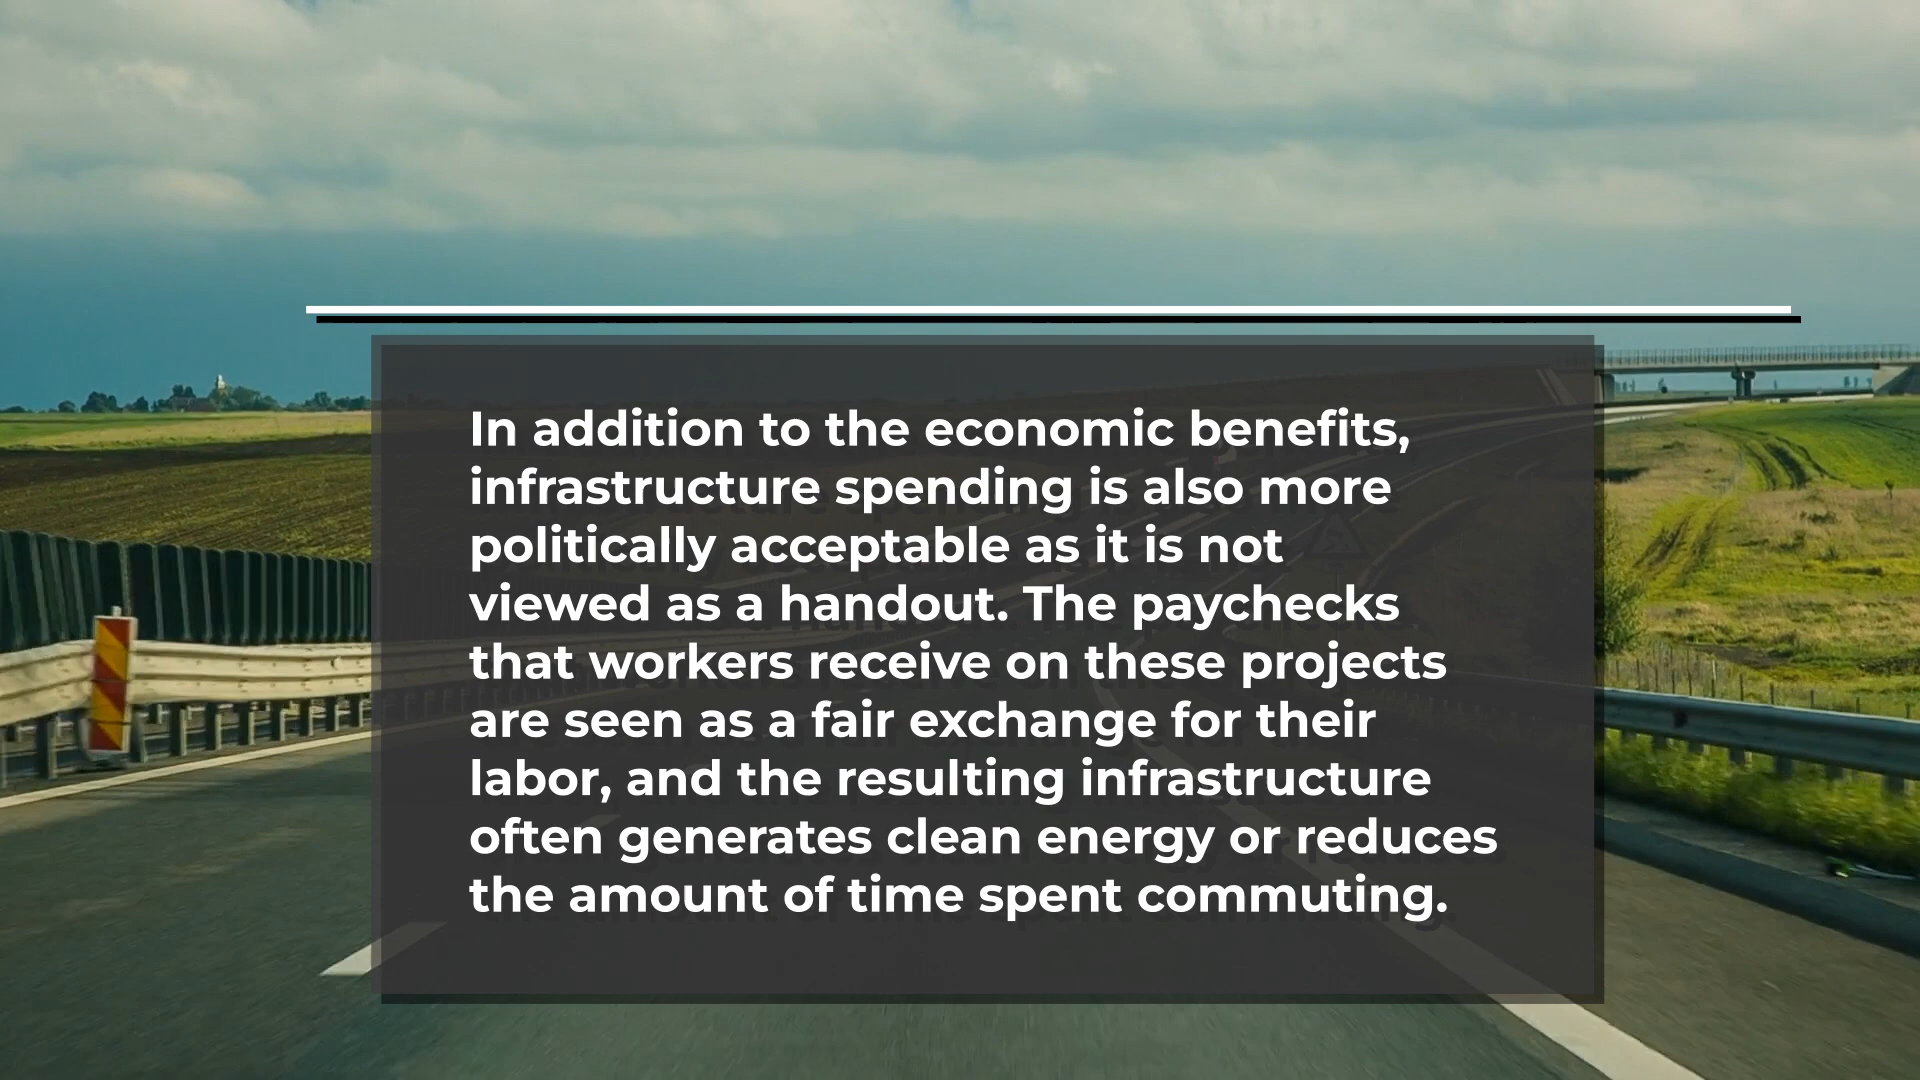 In addition to the economic benefits,
infrastructure spending is also more
politically acceptable as it is not
viewed as a handout. The paychecks
that workers receive on these projects
are seen as a fair exchange for their
labor, and the resulting infrastructure
often generates clean energy or reduces
the amount of time spent commuting.